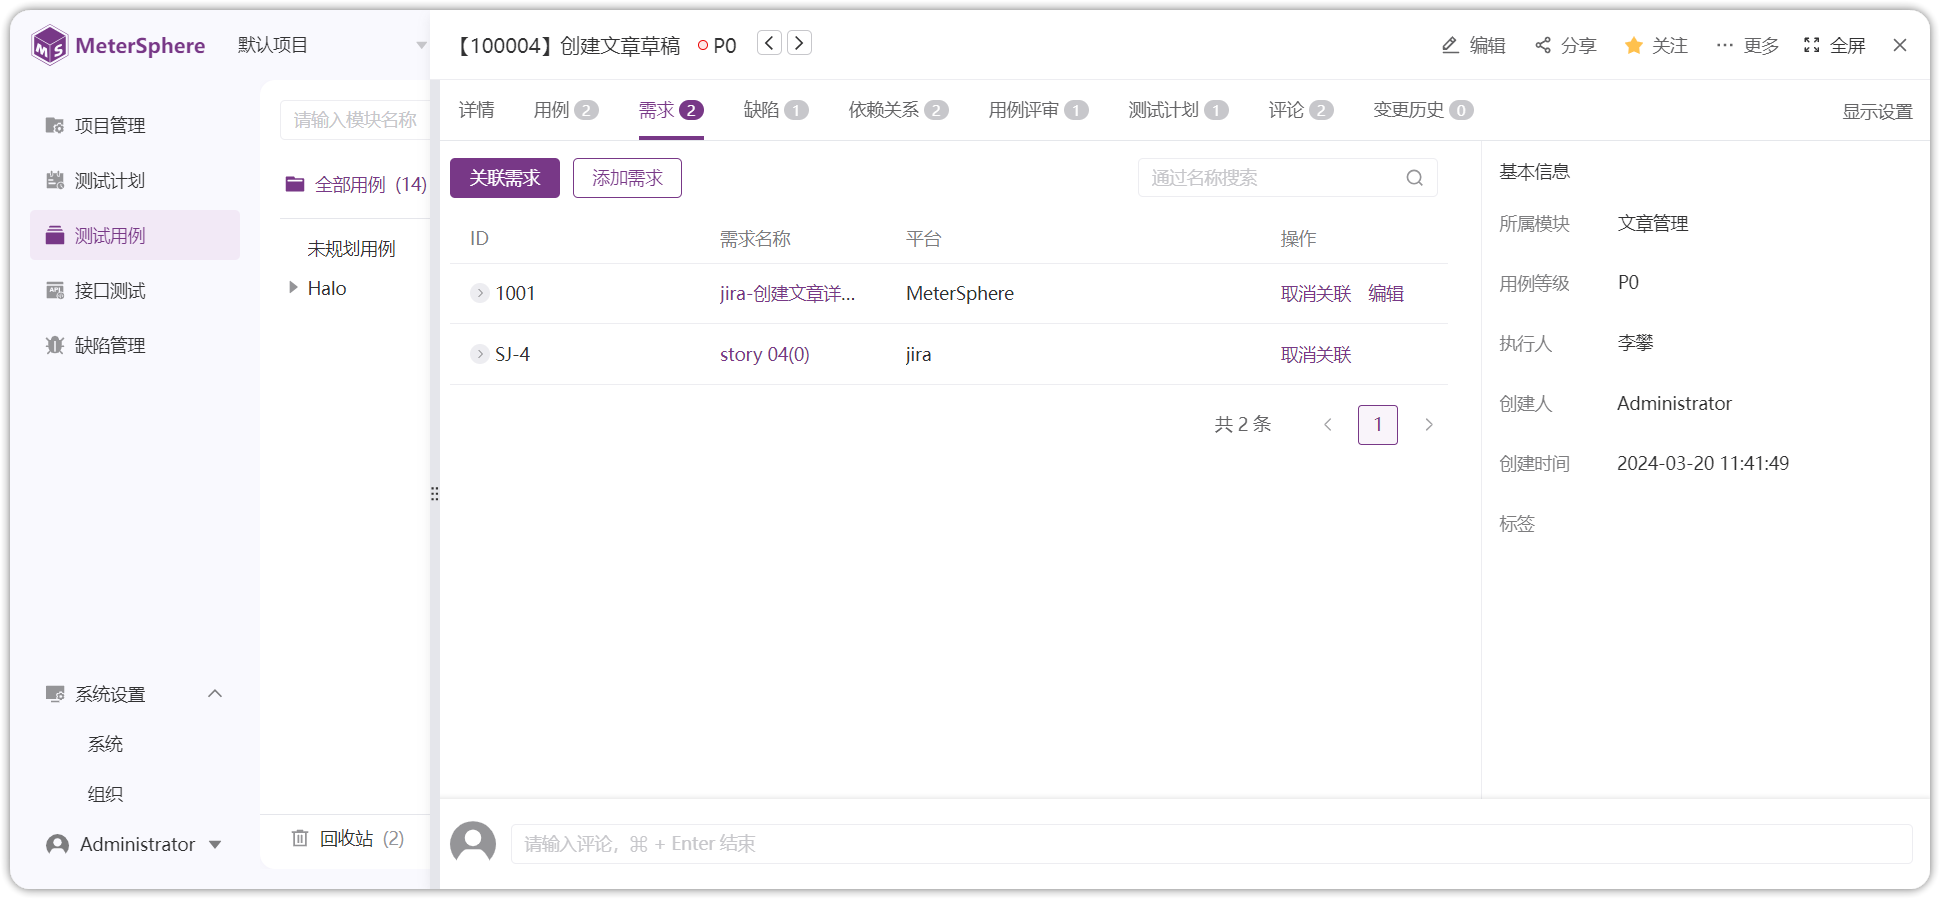 MeterSphere
默认项目
项目管理
测试计划
测试用例
接口测试
缺陷管理
系统设置
系统
组织
Administrator
请输入模块名称
全部用例 (14)
未规划用例
Halo
回收站 (2)
【100004】创建文章草稿 P0
编辑 分享 关注 更多 全屏
详情 用例 2 需求 2 缺陷 1 依赖关系 2 用例评审 1 测试计划 1 评论 2 变更历史 0 显示设置
关联需求 添加需求 通过名称搜索
ID 需求名称 平台 操作
1001 jira-创建文章详... MeterSphere 取消关联 编辑
SJ-4 story 04(0) jira 取消关联
共 2 条 1
基本信息
所属模块 文章管理
用例等级 P0
执行人 李攀
创建人 Administrator
创建时间 2024-03-20 11:41:49
标签
请输入评论，⌘ + Enter 结束